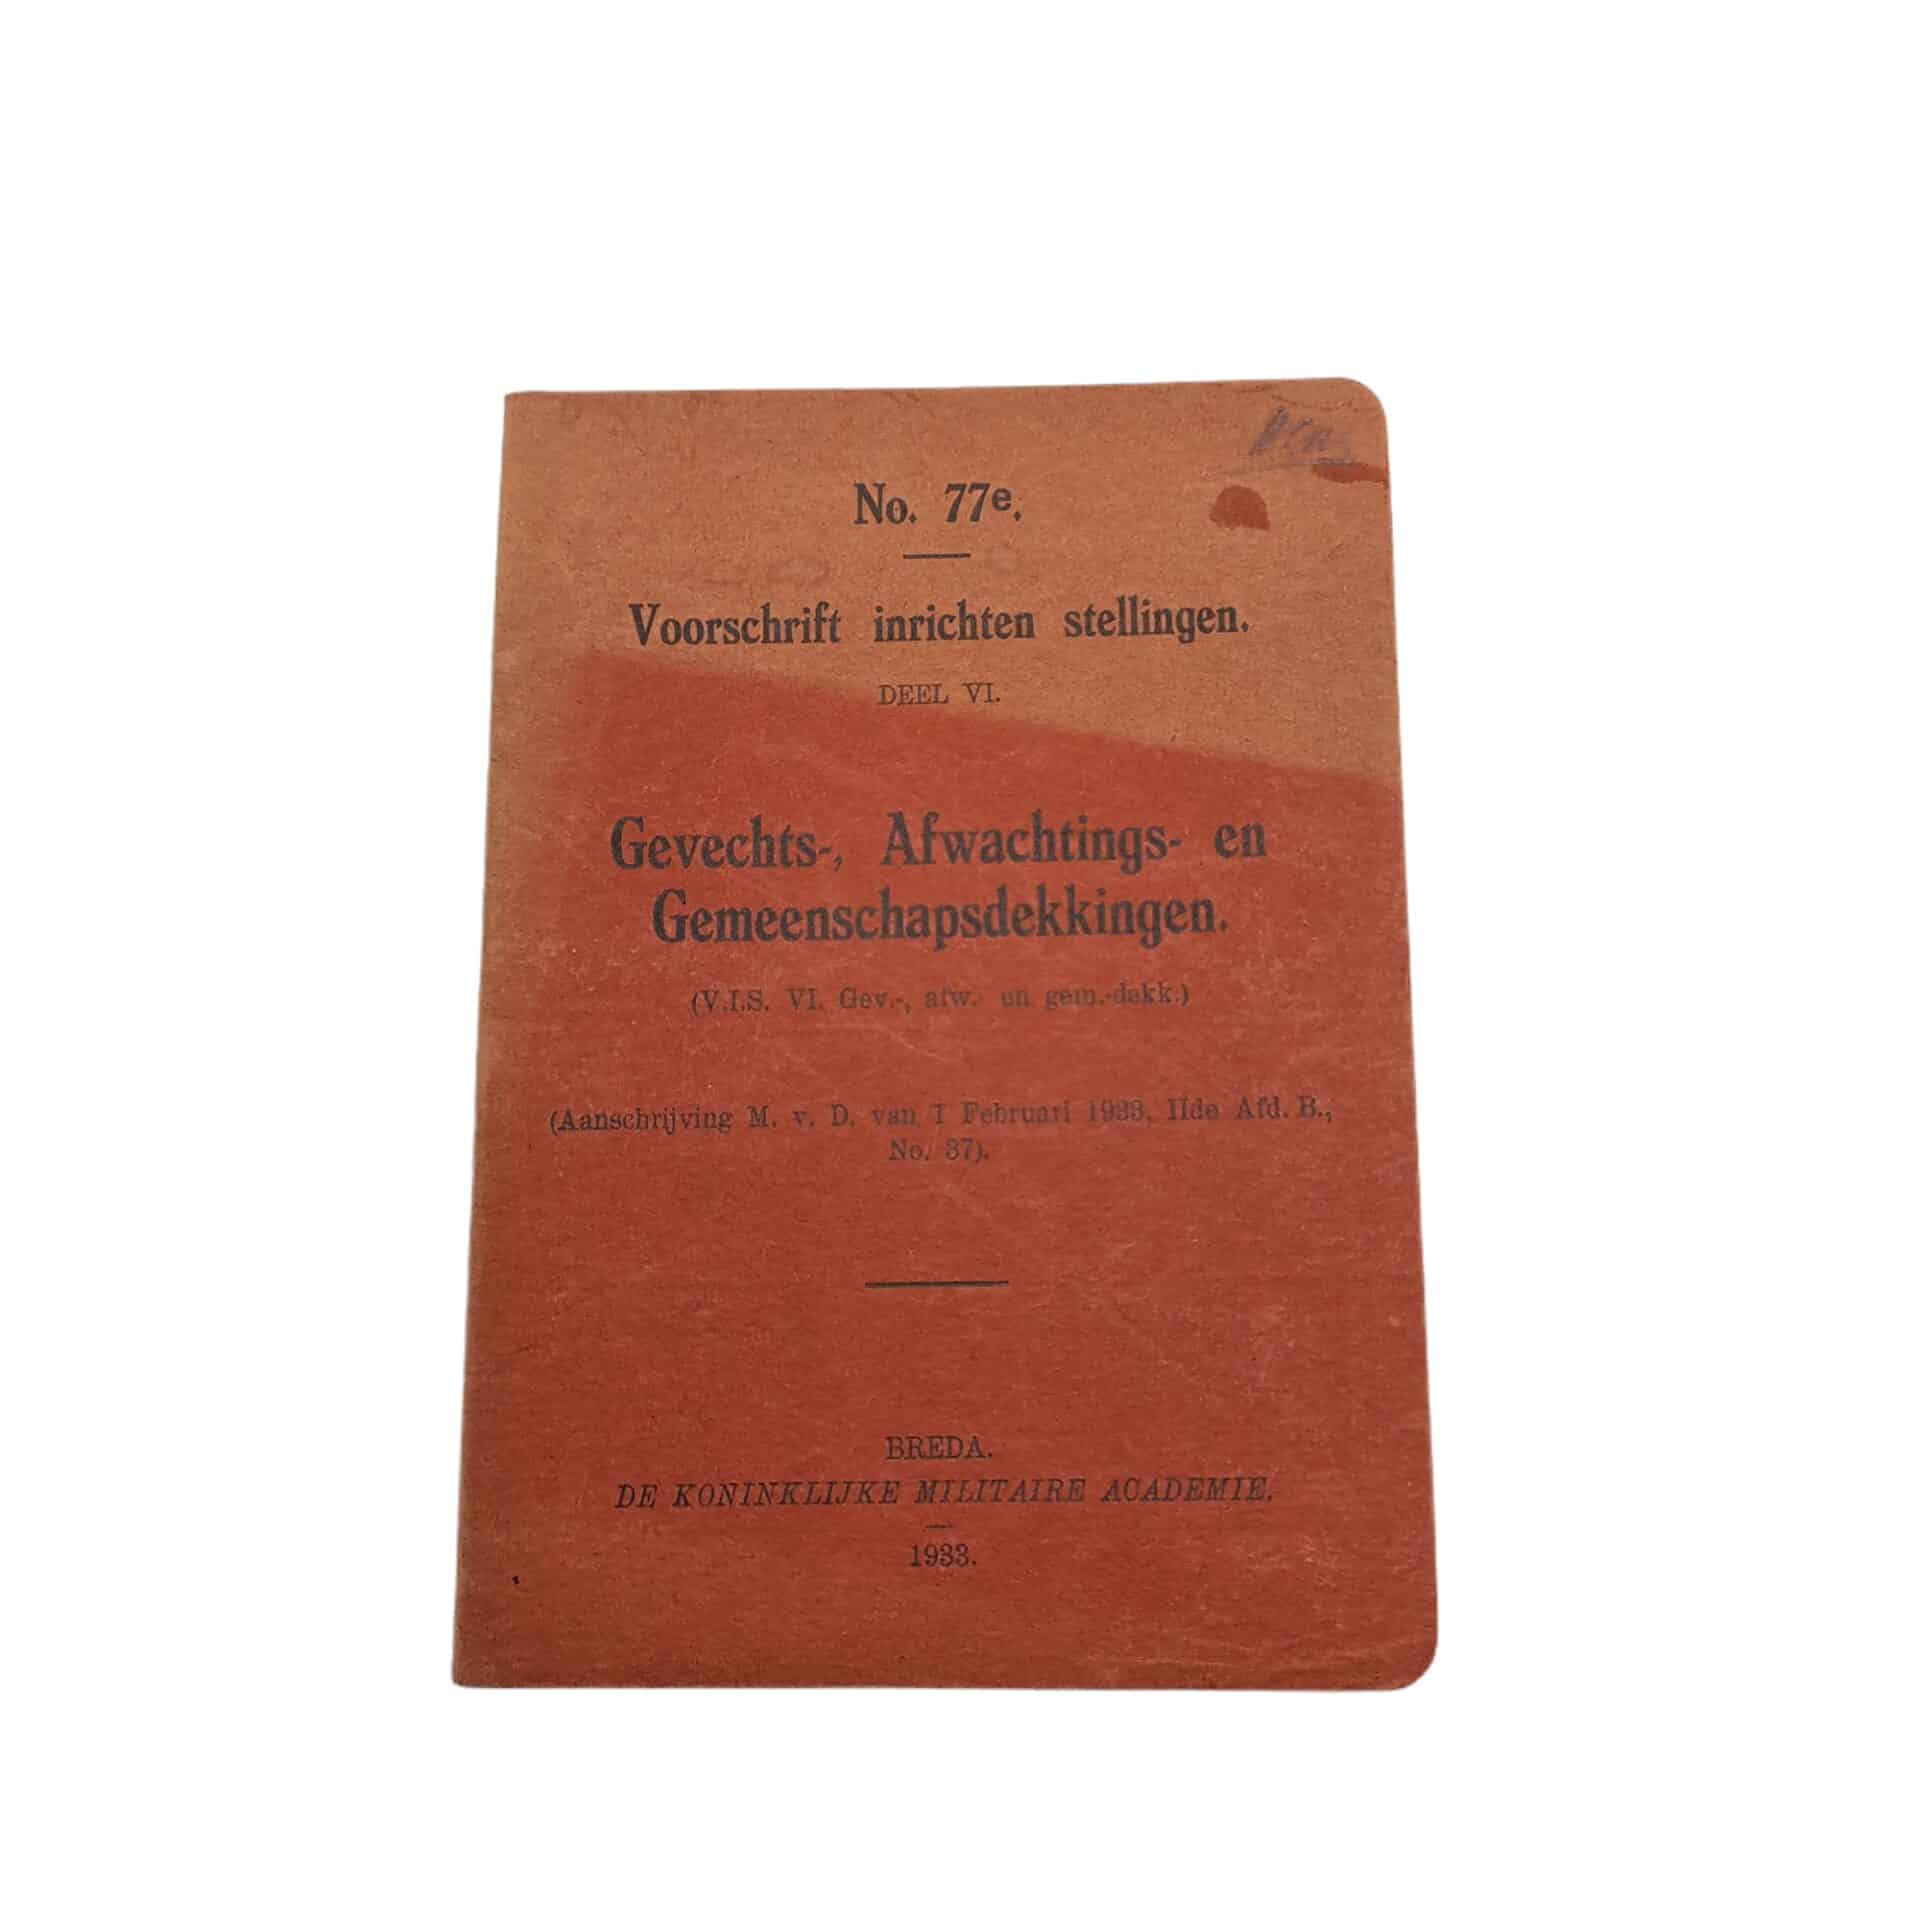 No. 77e.
Voorschrift inrichten stellingen.
DEEL VI.
Gevechts-, Afwachtings- en
Gemeenschapsdekkingen.
(V.I.S. VI. Gev.-, afw.- en gem.-dekk.)
(Aanschrijving M. v. D. van 1 Februari 1933, IIde Afd. B.,
No. 37).
BREDA.
DE KONINKLIJKE MILITAIRE ACADEMIE.
1933.